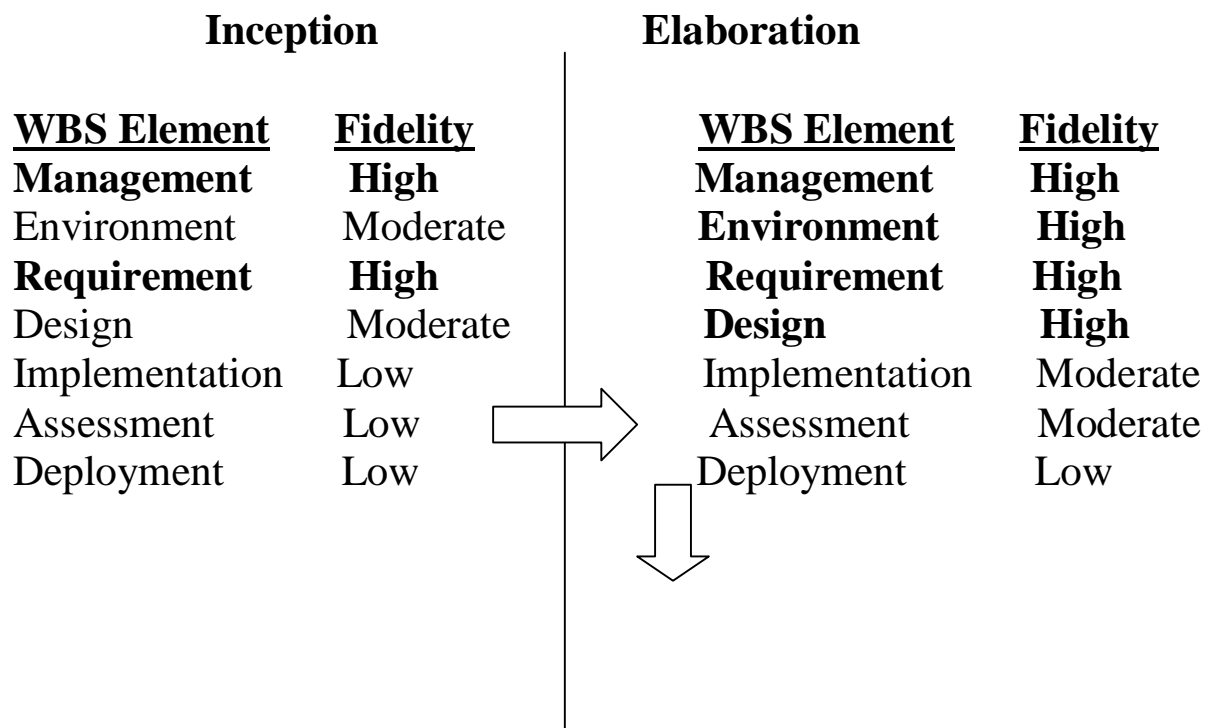 Inception Elaboration
WBS Element Fidelity WBS Element Fidelity
Management High Management High
Environment Moderate Environment High
Requirement High Requirement High
Design Moderate Design High
Implementation Low Implementation Moderate
Assessment Low Assessment Moderate
Deployment Low Deployment Low